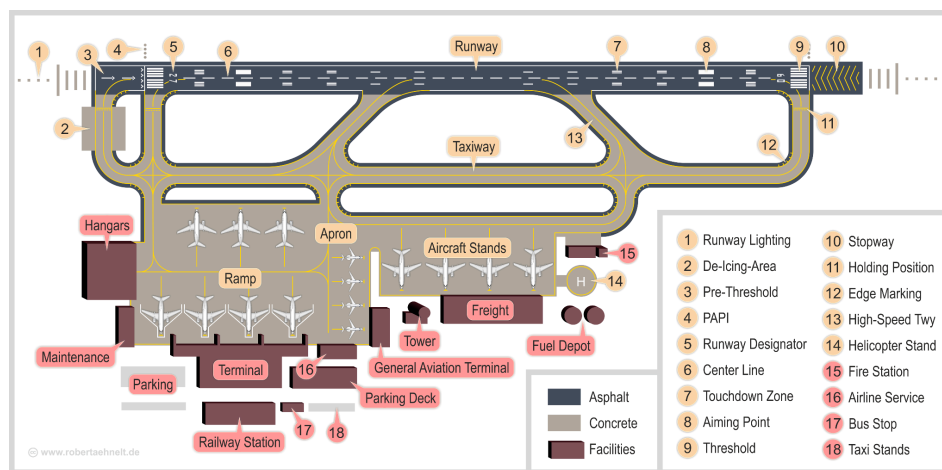 1
3
4
5
6
Runway
7
8
9
10
27
09
2
13
11
Taxiway
12
Hangars
Apron
Aircraft Stands
15
Ramp
H
14
Freight
Tower
Fuel Depot
Maintenance
16
General Aviation Terminal
Terminal
Parking
Parking Deck
17
18
Railway Station
Asphalt
Concrete
Facilities
1 Runway Lighting
2 De-Icing-Area
3 Pre-Threshold
4 PAPI
5 Runway Designator
6 Center Line
7 Touchdown Zone
8 Aiming Point
9 Threshold
10 Stopway
11 Holding Position
12 Edge Marking
13 High-Speed Twy
14 Helicopter Stand
15 Fire Station
16 Airline Service
17 Bus Stop
18 Taxi Stands
www.robertaehnelt.de